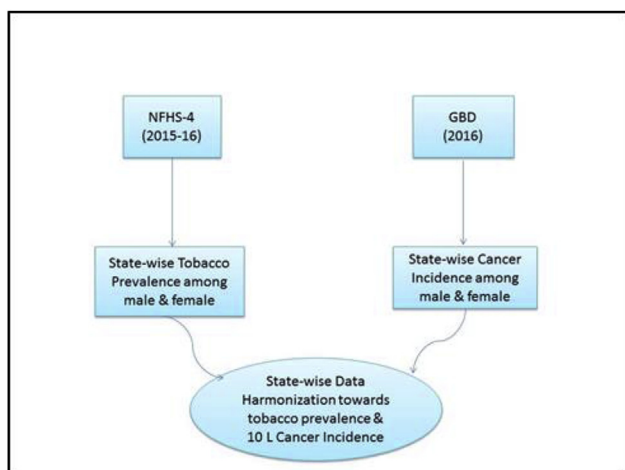 NFHS-4
(2015-16)
GBD
(2016)
State-wise Tobacco
Prevalence among
male & female
State-wise Cancer
Incidence among
male & female
State-wise Data
Harmonization towards
tobacco prevalence &
10 L Cancer Incidence